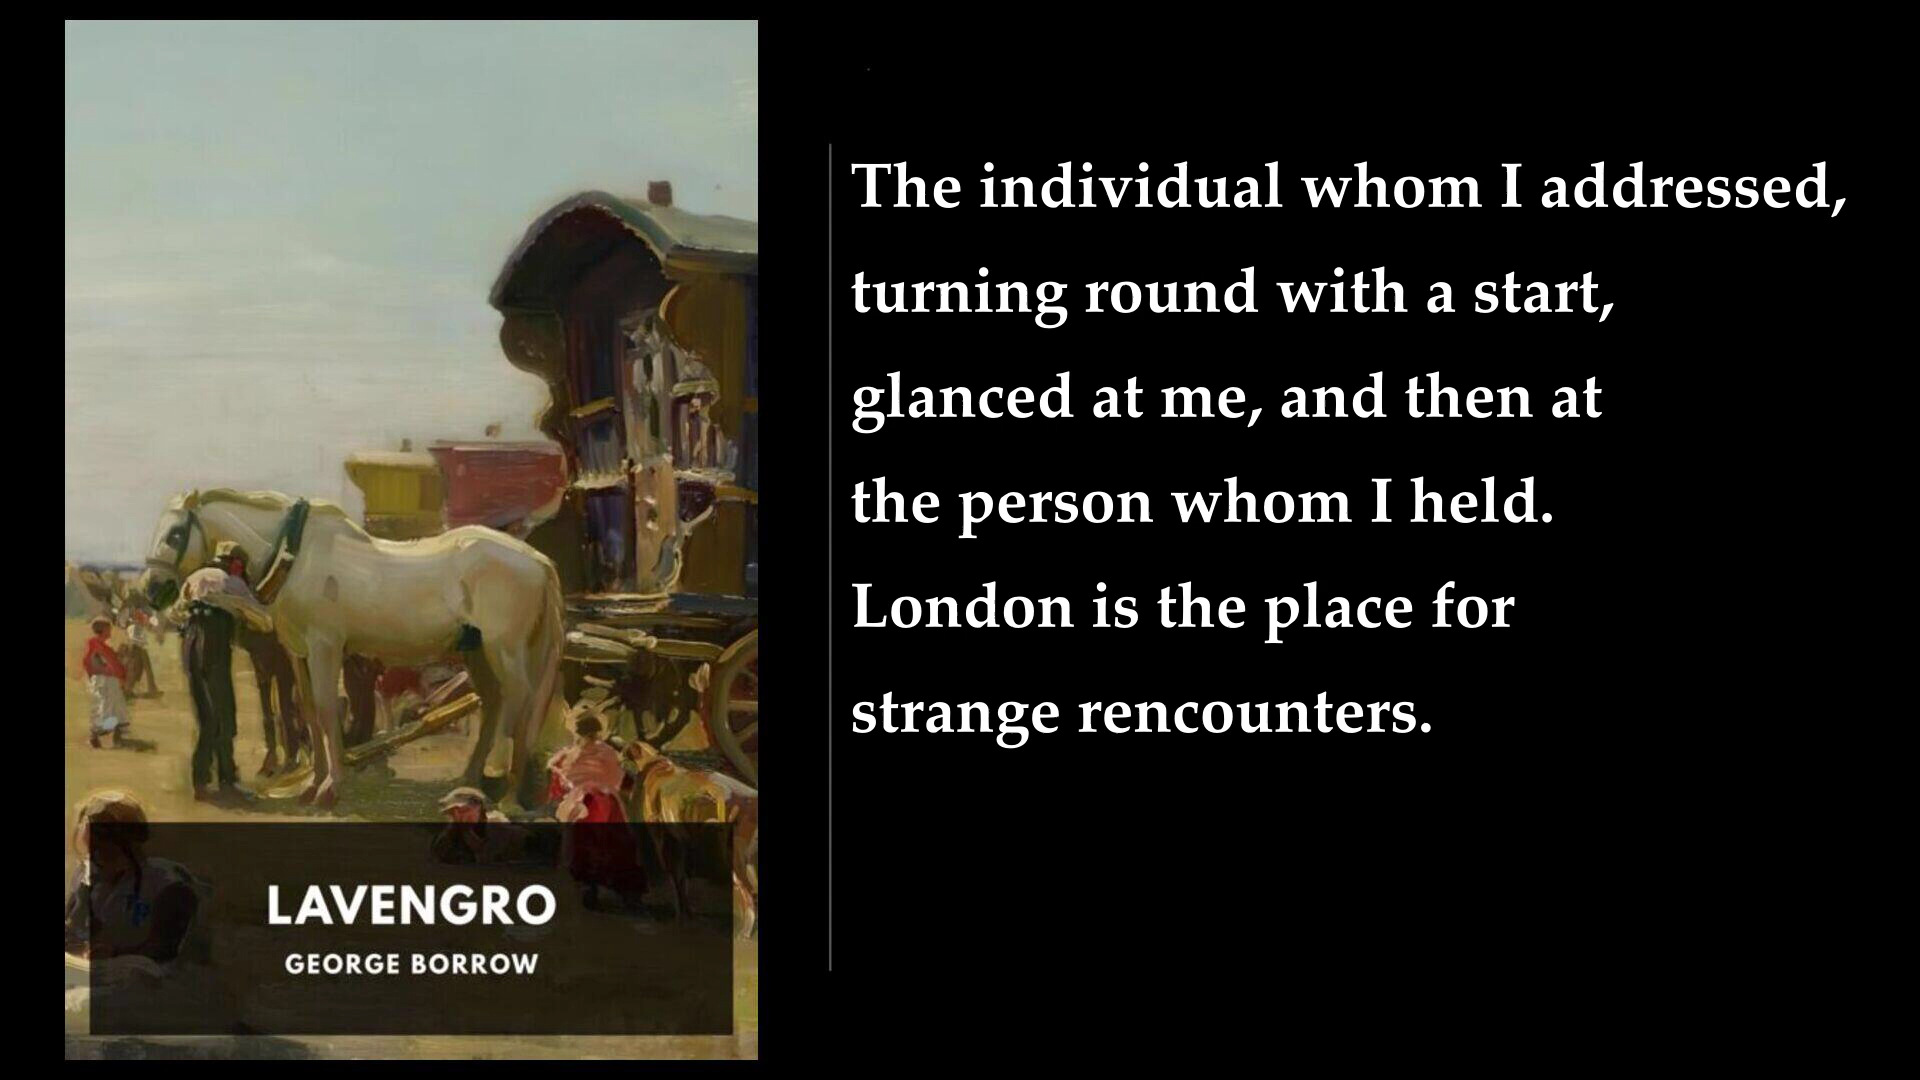 The individual whom I addressed,
turning round with a start,
glanced at me, and then at
the person whom I held.
London is the place for
strange rencounters.
LAVENGRO
GEORGE BORROW